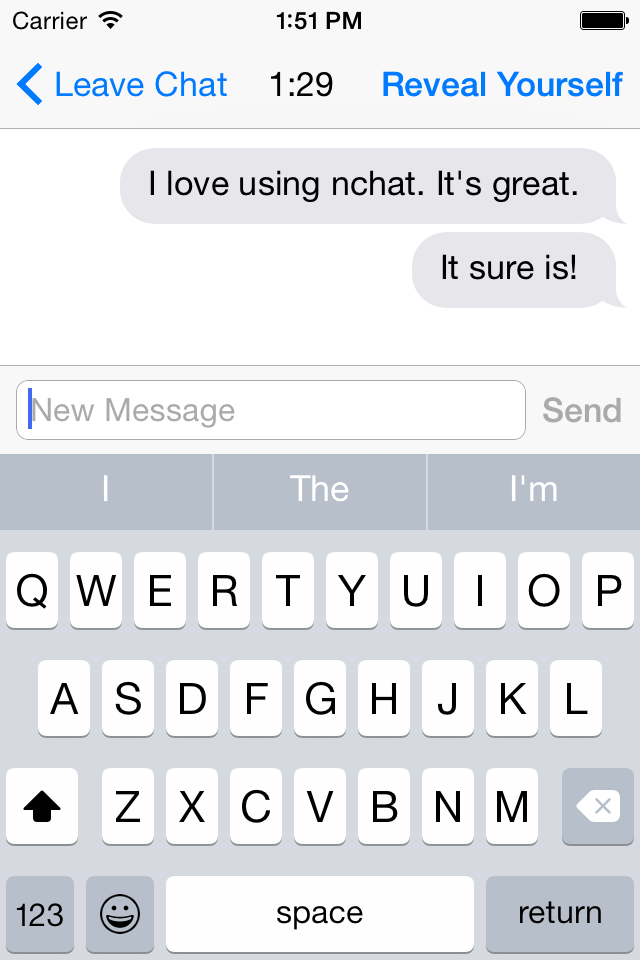 Carrier 1:51 PM
Leave Chat 1:29 Reveal Yourself
I love using nchat. It's great.
It sure is!
New Message Send
I The I'm
Q W E R T Y U I O P
A S D F G H J K L
Z X C V B N M
123 space return